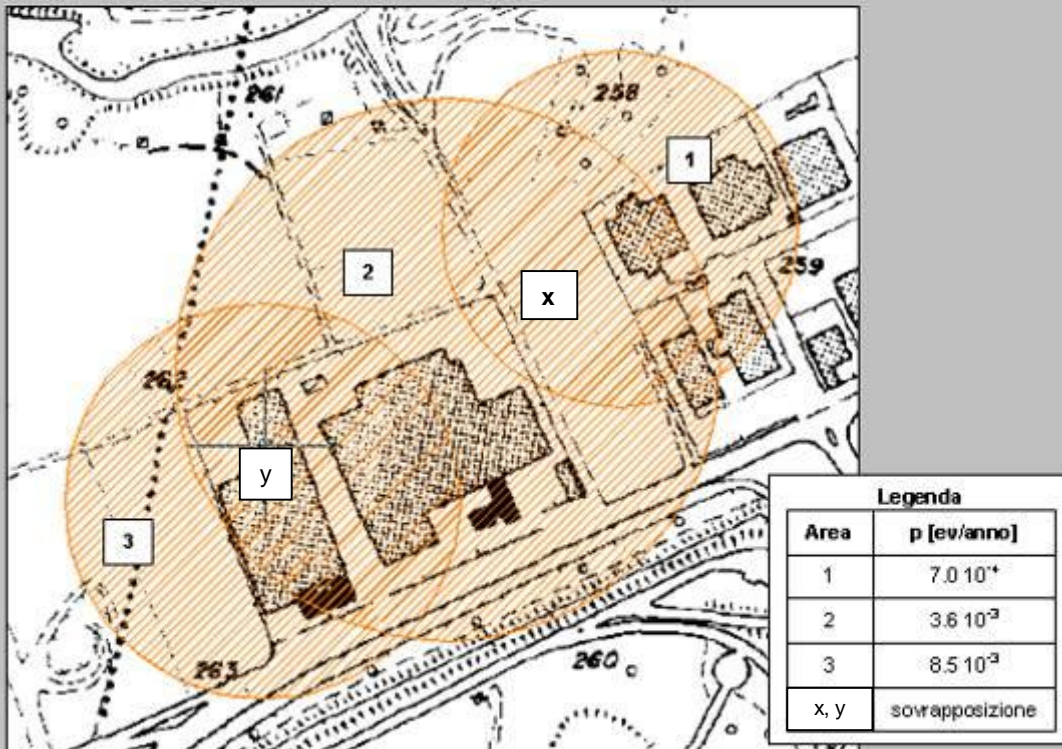 261
258
1
2
x
259
262
y
3
263
260
Legenda
Area p [ev/anno]
1 7.0 10⁻⁴
2 3.6 10⁻³
3 8.5 10⁻³
x, y sovrapposizione